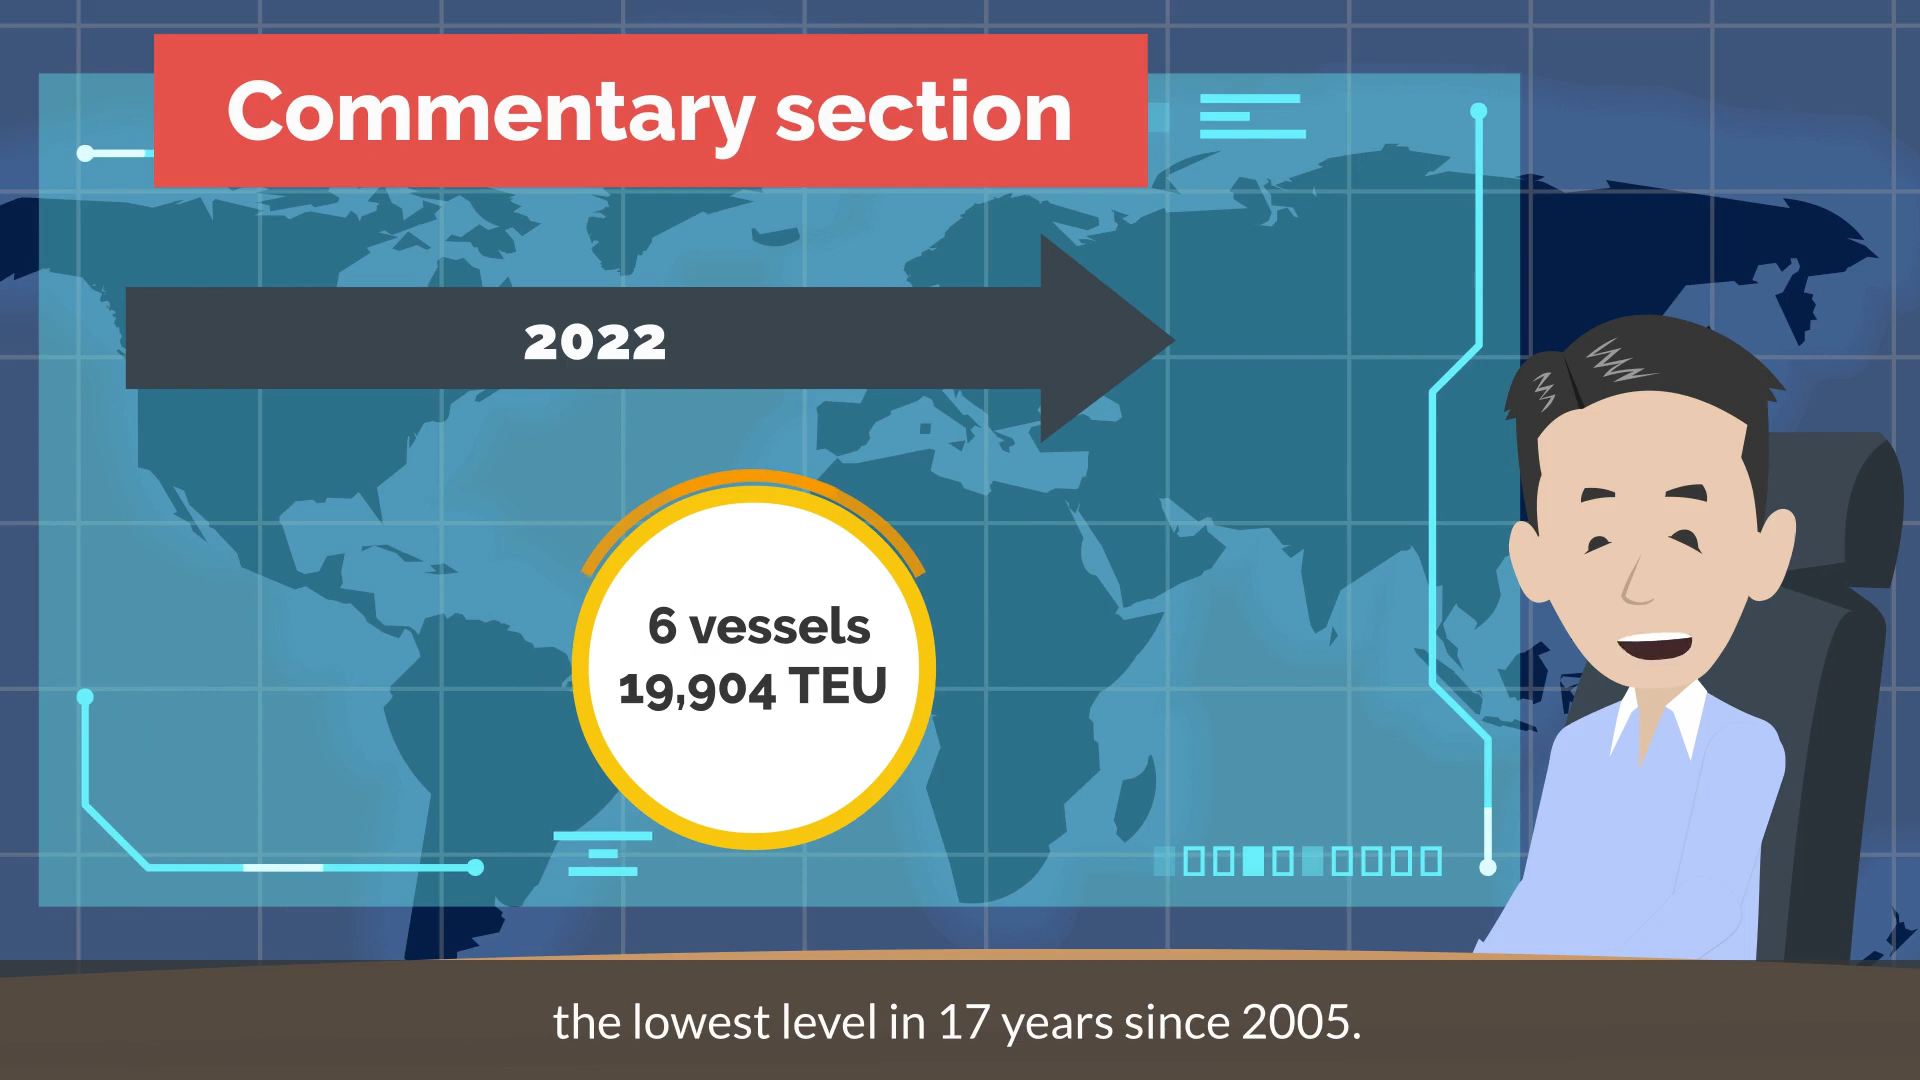 Commentary section
2022
6 vessels
19,904 TEU
the lowest level in 17 years since 2005.